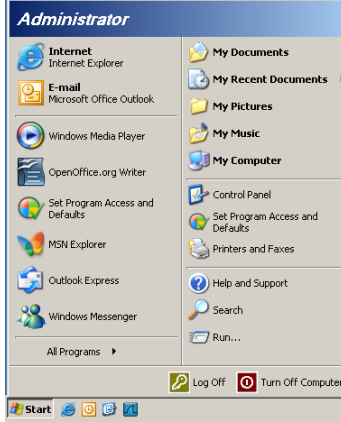 Administrator
Internet
Internet Explorer
E-mail
Microsoft Office Outlook
Windows Media Player
OpenOffice.org Writer
Set Program Access and
Defaults
MSN Explorer
Outlook Express
Windows Messenger
All Programs
My Documents
My Recent Documents
My Pictures
My Music
My Computer
Control Panel
Set Program Access and
Defaults
Printers and Faxes
Help and Support
Search
Run...
Log Off
Turn Off Computer
Start